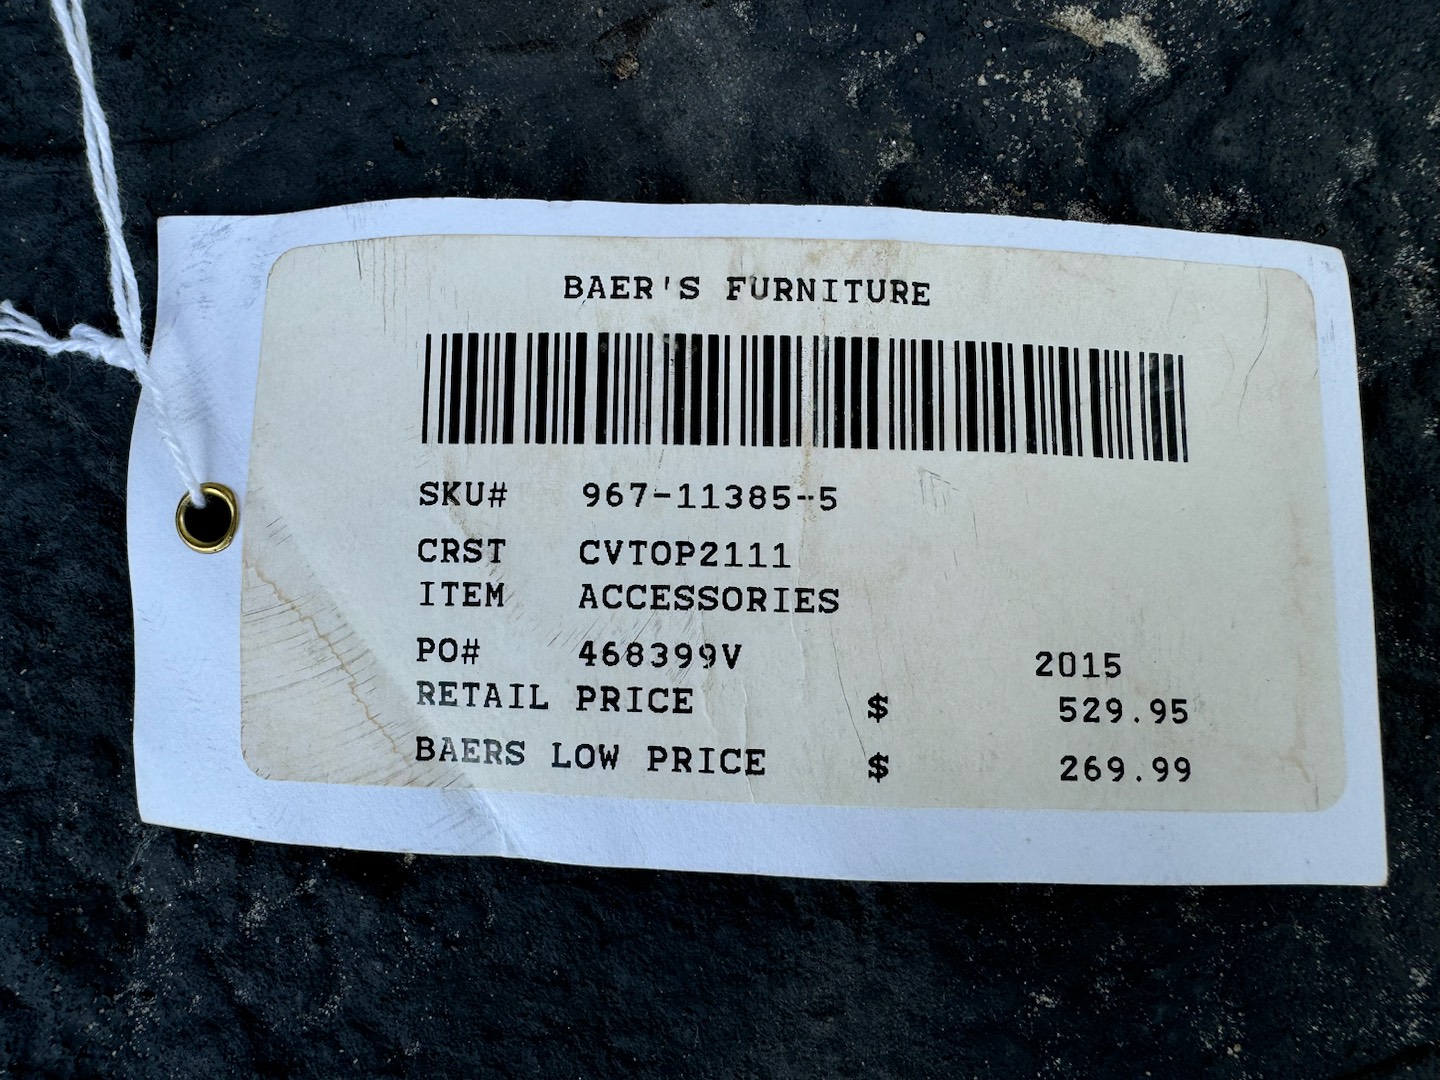 BAER'S FURNITURE
SKU# 967-11385-5
CRST CVTOP2111
ITEM ACCESSORIES
PO# 468399V 2015
RETAIL PRICE $ 529.95
BAERS LOW PRICE $ 269.99